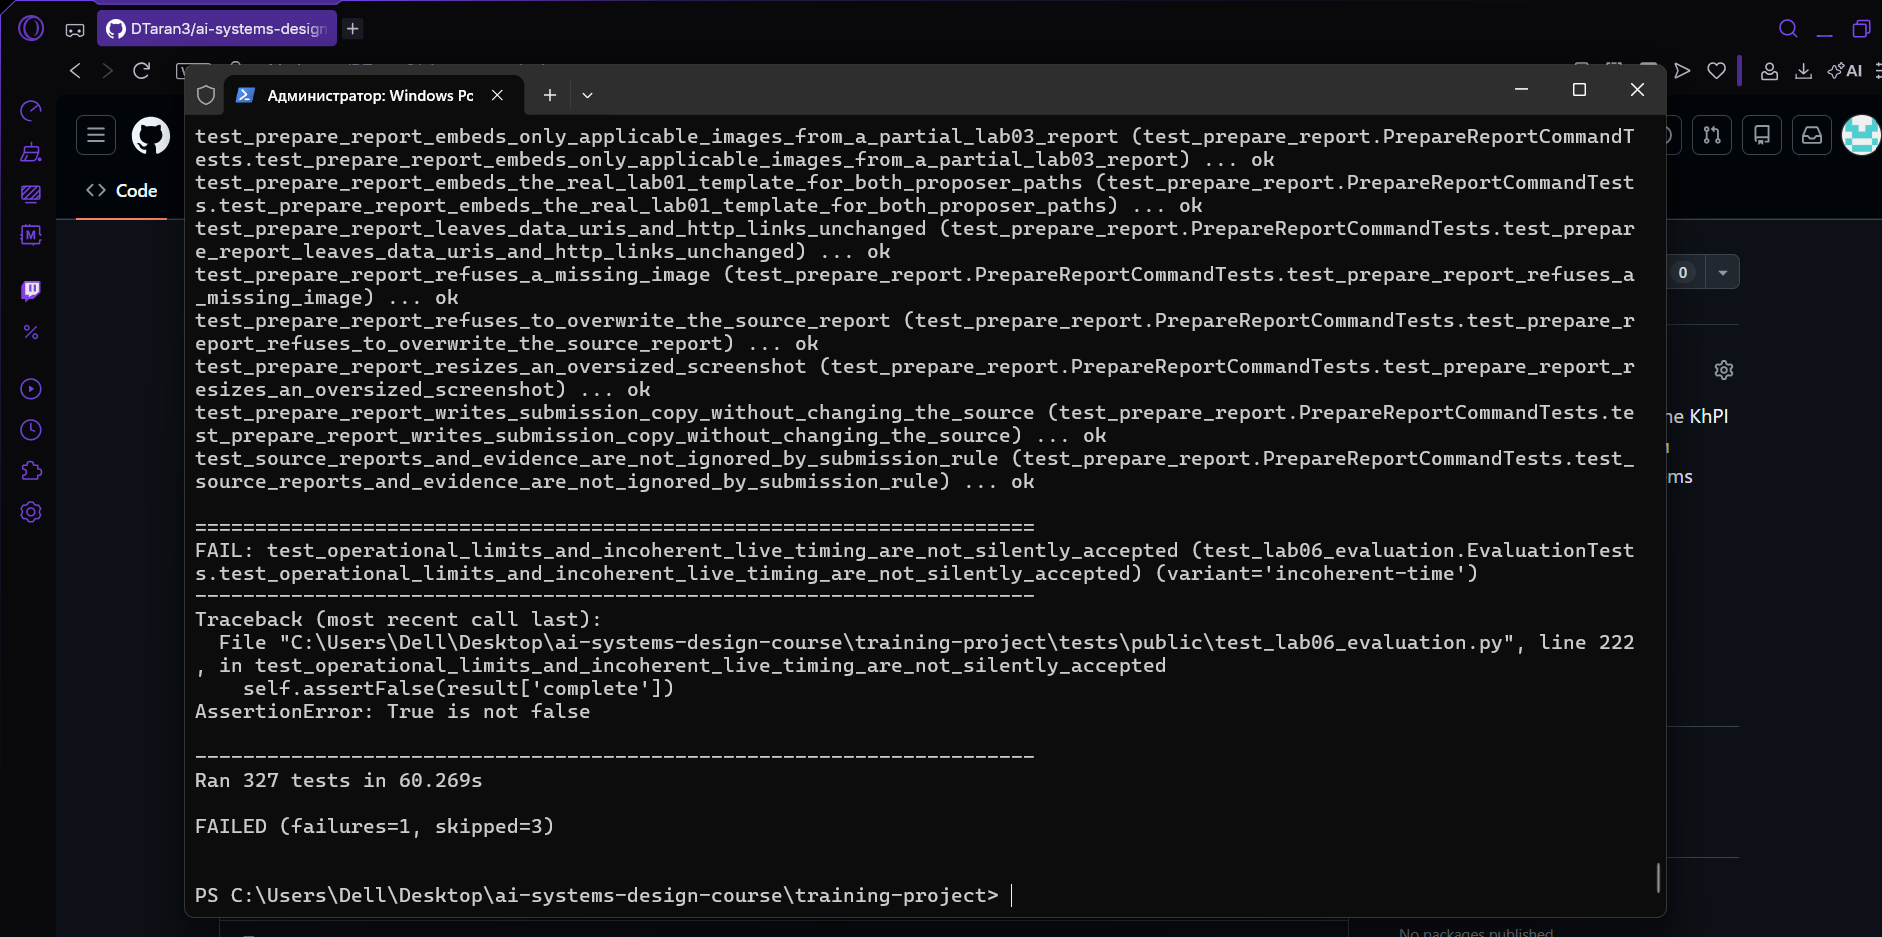 DTaran3/ai-systems-design
AI
Администратор: Windows Pc
Code
test_prepare_report_embeds_only_applicable_images_from_a_partial_lab03_report (test_prepare_report.PrepareReportCommandT
ests.test_prepare_report_embeds_only_applicable_images_from_a_partial_lab03_report) ... ok
test_prepare_report_embeds_the_real_lab01_template_for_both_proposer_paths (test_prepare_report.PrepareReportCommandTest
s.test_prepare_report_embeds_the_real_lab01_template_for_both_proposer_paths) ... ok
test_prepare_report_leaves_data_uris_and_http_links_unchanged (test_prepare_report.PrepareReportCommandTests.test_prepar
e_report_leaves_data_uris_and_http_links_unchanged) ... ok
test_prepare_report_refuses_a_missing_image (test_prepare_report.PrepareReportCommandTests.test_prepare_report_refuses_a
_missing_image) ... ok
test_prepare_report_refuses_to_overwrite_the_source_report (test_prepare_report.PrepareReportCommandTests.test_prepare_r
eport_refuses_to_overwrite_the_source_report) ... ok
test_prepare_report_resizes_an_oversized_screenshot (test_prepare_report.PrepareReportCommandTests.test_prepare_report_r
esizes_an_oversized_screenshot) ... ok
test_prepare_report_writes_submission_copy_without_changing_the_source (test_prepare_report.PrepareReportCommandTests.te
st_prepare_report_writes_submission_copy_without_changing_the_source) ... ok
test_source_reports_and_evidence_are_not_ignored_by_submission_rule (test_prepare_report.PrepareReportCommandTests.test_
source_reports_and_evidence_are_not_ignored_by_submission_rule) ... ok
======================================================================
FAIL: test_operational_limits_and_incoherent_live_timing_are_not_silently_accepted (test_lab06_evaluation.EvaluationTest
s.test_operational_limits_and_incoherent_live_timing_are_not_silently_accepted) (variant='incoherent-time')
----------------------------------------------------------------------
Traceback (most recent call last):
File "C:\Users\Dell\Desktop\ai-systems-design-course\training-project\tests\public\test_lab06_evaluation.py", line 222
, in test_operational_limits_and_incoherent_live_timing_are_not_silently_accepted
self.assertFalse(result['complete'])
AssertionError: True is not false
----------------------------------------------------------------------
Ran 327 tests in 60.269s
FAILED (failures=1, skipped=3)
PS C:\Users\Dell\Desktop\ai-systems-design-course\training-project>
0
ne KhPI
ms
No packages published